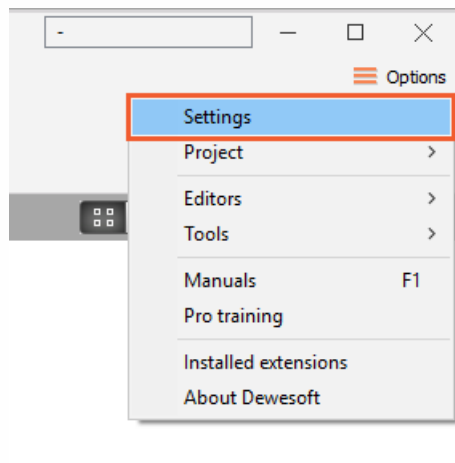 -
Options
Settings
Project
Editors
Tools
Manuals F1
Pro training
Installed extensions
About Dewesoft